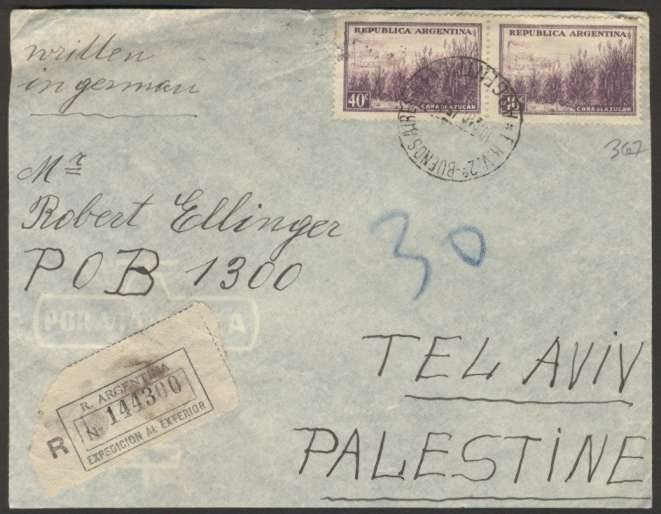 written
in german
REPUBLICA ARGENTINA
40c
CAÑA DE AZUCAR
REPUBLICA ARGENTINA
CAÑA DE AZUCAR
BUENOS AIRES
367
Mr
Robert Ellinger
POB 1300
30
POR VIA AEREA
R. ARGENTINA
No 144300
EXPEDICION AL EXTERIOR
R
TEL AVIV
PALESTINE